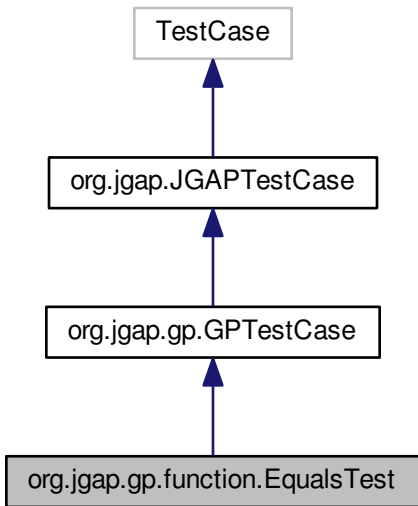 TestCase
org.jgap.JGAPTestCase
org.jgap.gp.GPTestCase
org.jgap.gp.function.EqualsTest